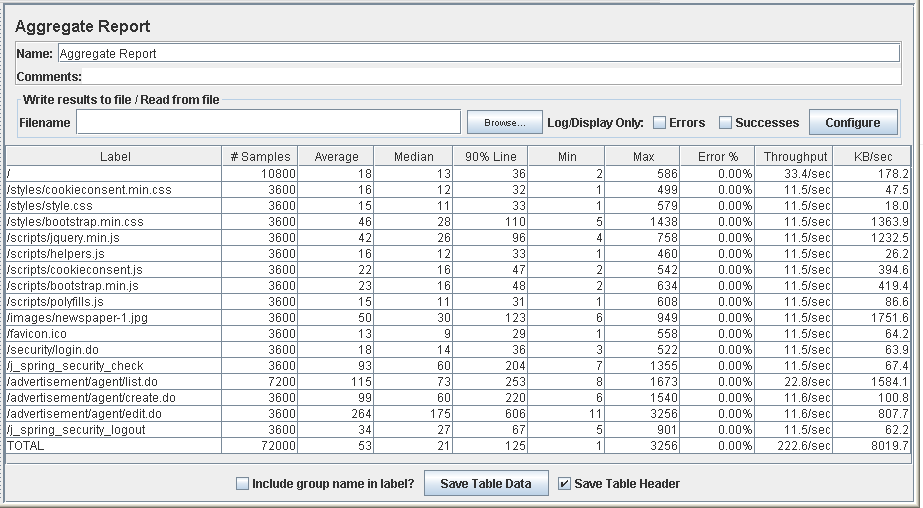 Aggregate Report
Name: Aggregate Report
Comments:
Write results to file / Read from file
Filename Browse... Log/Display Only: Errors Successes Configure
Label # Samples Average Median 90% Line Min Max Error % Throughput KB/sec
/ 10800 18 13 36 2 586 0.00% 33.4/sec 178.2
/styles/cookieconsent.min.css 3600 16 12 32 1 499 0.00% 11.5/sec 47.5
/styles/style.css 3600 15 11 33 1 579 0.00% 11.5/sec 18.0
/styles/bootstrap.min.css 3600 46 28 110 5 1438 0.00% 11.5/sec 1363.9
/scripts/jquery.min.js 3600 42 26 96 4 758 0.00% 11.5/sec 1232.5
/scripts/helpers.js 3600 16 12 33 1 460 0.00% 11.5/sec 26.2
/scripts/cookieconsent.js 3600 22 16 47 2 542 0.00% 11.5/sec 394.6
/scripts/bootstrap.min.js 3600 23 16 48 2 634 0.00% 11.5/sec 419.4
/scripts/polyfills.js 3600 15 11 31 1 608 0.00% 11.5/sec 86.6
/images/newspaper-1.jpg 3600 50 30 123 6 949 0.00% 11.5/sec 1751.6
/favicon.ico 3600 13 9 29 1 558 0.00% 11.5/sec 64.2
/security/login.do 3600 18 14 36 3 522 0.00% 11.5/sec 63.9
/j_spring_security_check 3600 93 60 204 7 1355 0.00% 11.5/sec 67.4
/advertisement/agent/list.do 7200 115 73 253 8 1673 0.00% 22.8/sec 1584.1
/advertisement/agent/create.do 3600 99 60 220 6 1540 0.00% 11.6/sec 100.8
/advertisement/agent/edit.do 3600 264 175 606 11 3256 0.00% 11.6/sec 807.7
/j_spring_security_logout 3600 34 27 67 5 901 0.00% 11.5/sec 62.2
TOTAL 72000 53 21 125 1 3256 0.00% 222.6/sec 8019.7
Include group name in label? Save Table Data Save Table Header